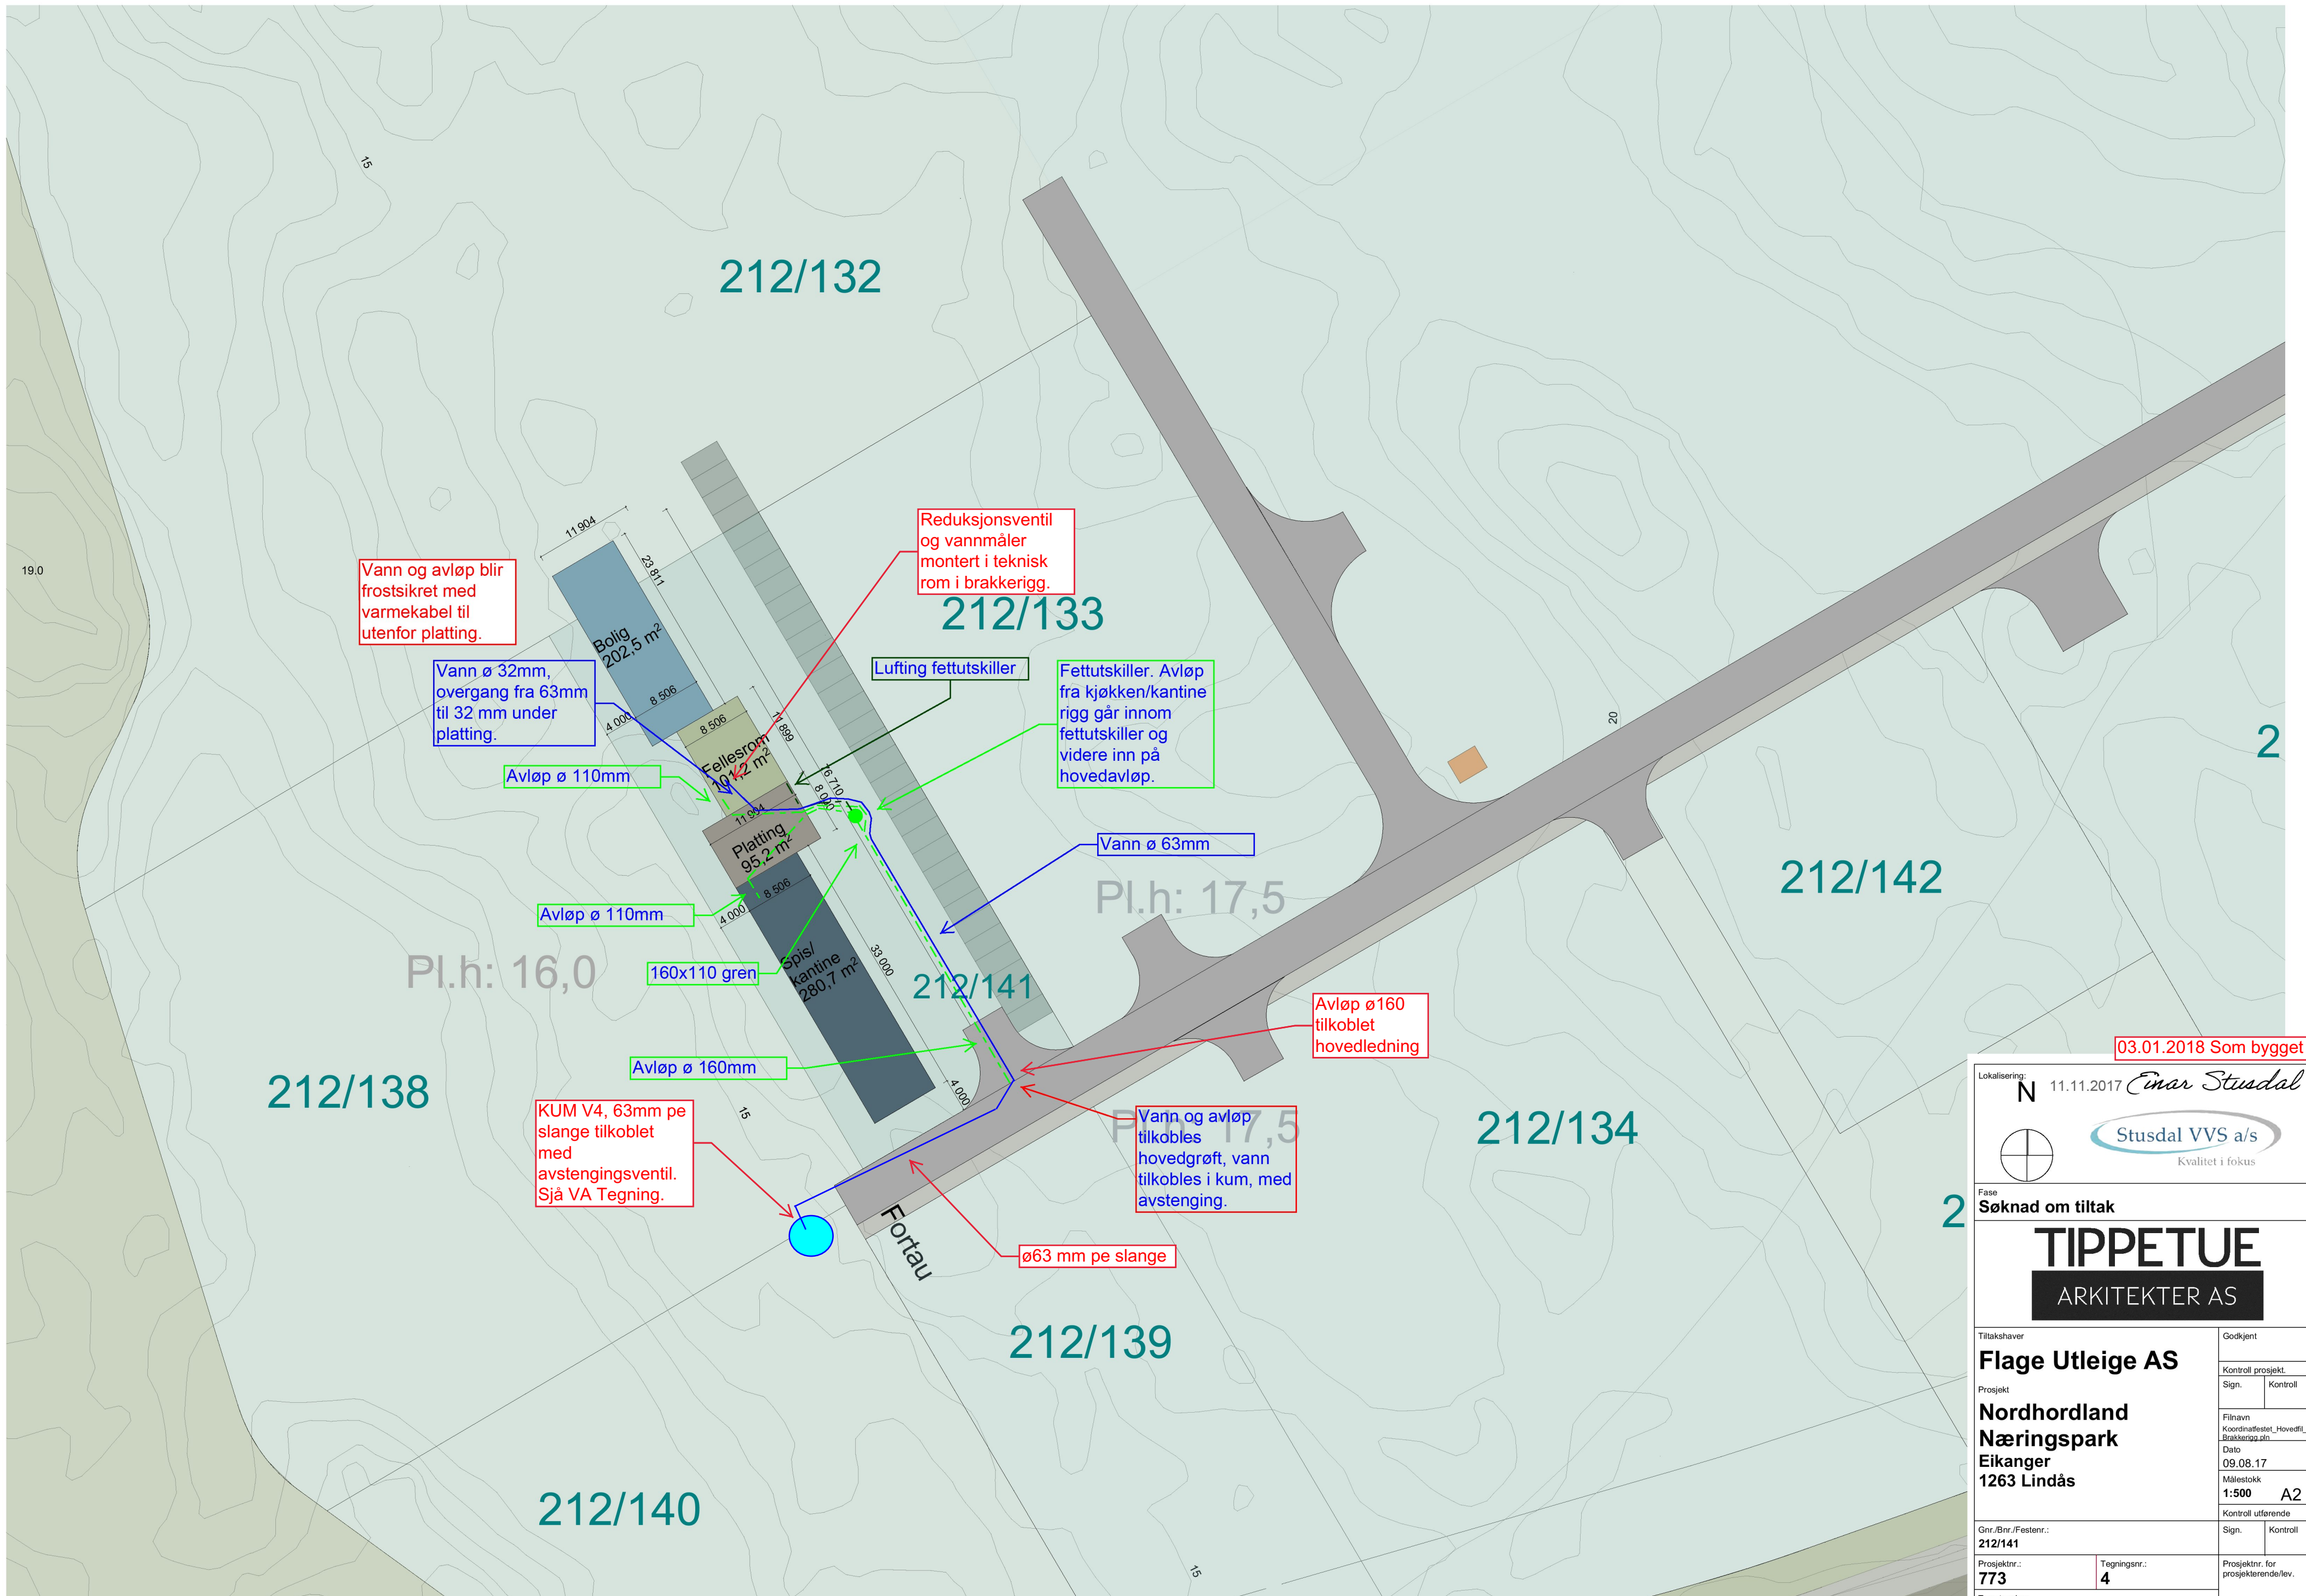 15
212/132
11 904
23 811
Reduksjonsventil
og vannmåler
montert i teknisk
rom i brakkerigg.
19.0
Vann og avløp blir
frostsikret med
varmekabel til
utenfor platting.
212/133
Bolig
202,5 m²
Vann ø 32mm,
overgang fra 63mm
til 32 mm under
platting.
Lufting fettutskiller
Fettutskiller. Avløp
fra kjøkken/kantine
rigg går innom
fettutskiller og
videre inn på
hovedavløp.
8 506
4 000
8 506
11 899
20
2
Fellesrom
101,2 m²
Avløp ø 110mm
76 710
8 000
11 904
Platting
95,2 m²
Vann ø 63mm
212/142
8 506
4 000
Pl.h: 17,5
Avløp ø 110mm
Pl.h: 16,0
160x110 gren
Spis/
kantine
280,7 m²
33 000
212/141
Avløp ø160
tilkoblet
hovedledning
Avløp ø 160mm
212/138
4 000
15
KUM V4, 63mm pe
slange tilkoblet
med
avstengingsventil.
Sjå VA Tegning.
Pl.h: 17,5
Vann og avløp
tilkobles
hovedgrøft, vann
tilkobles i kum, med
avstenging.
212/134
2
Fortau
ø63 mm pe slange
212/139
212/140
15
03.01.2018 Som bygget
Lokalisering:
N
11.11.2017 Einar Stusdal
Stusdal VVS a/s
Kvalitet i fokus
Fase
Søknad om tiltak
TIPPETUE
ARKITEKTER AS
Tiltakshaver
Flage Utleige AS
Prosjekt
Nordhordland
Næringspark
Eikanger
1263 Lindås
Godkjent
Kontroll prosjekt.
Sign. Kontroll
Filnavn
Koordinatfestet_Hovedfil_
Brakkerigg.pln
Dato
09.08.17
Målestokk
1:500 A2
Kontroll utførende
Sign. Kontroll
Gnr./Bnr./Festenr.:
212/141
Prosjektnr.:
773
Tegningsnr.:
4
Prosjektnr. for
prosjekterende/lev.